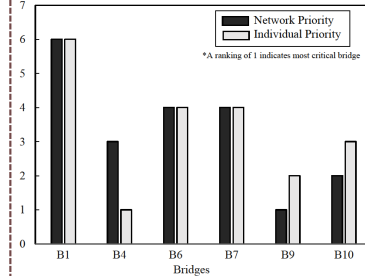 7
Network Priority
Individual Priority
*A ranking of 1 indicates most critical bridge
6
5
4
3
2
1
0
B1 B4 B6 B7 B9 B10
Bridges